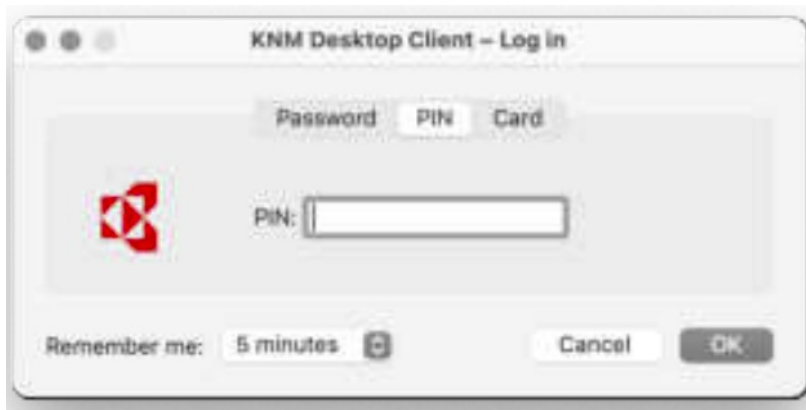 KNM Desktop Client – Log in
Password PIN Card
PIN:
Remember me: 5 minutes Cancel OK